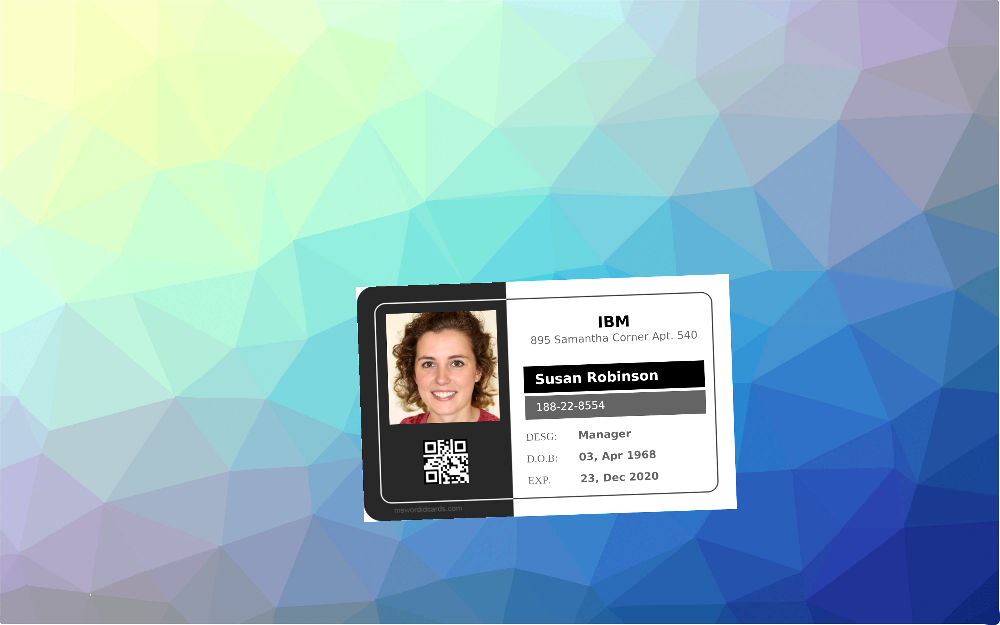 IBM
895 Samantha Corner Apt. 540
Susan Robinson
188-22-8554
DESG: Manager
D.O.B: 03, Apr 1968
EXP. 23, Dec 2020
mswordidcards.com